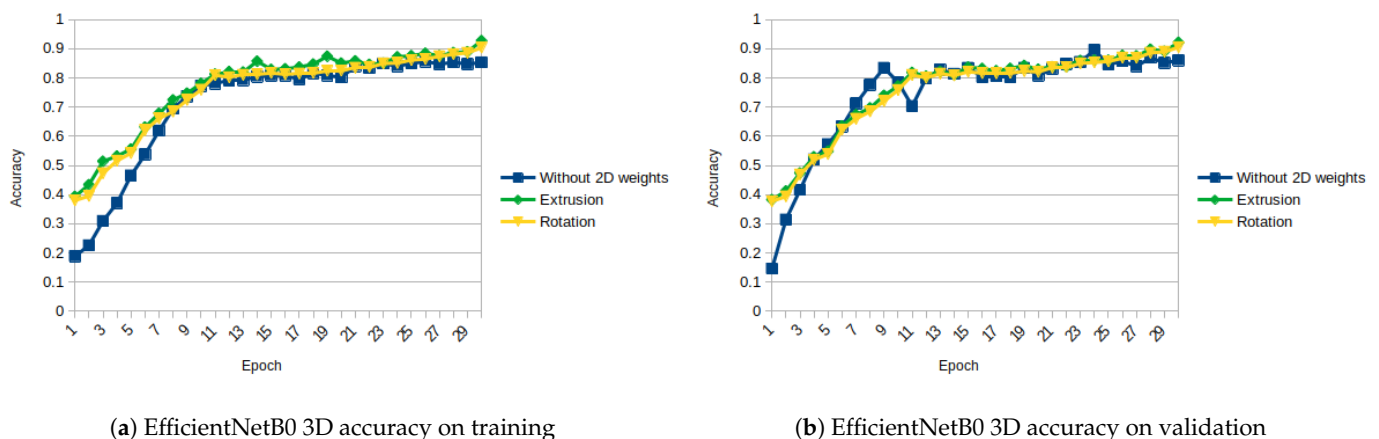 1
0.9
0.8
0.7
0.6
0.5
0.4
0.3
0.2
0.1
0
Accuracy
1 3 5 7 9 11 13 15 17 19 21 23 25 27 29
Epoch
Without 2D weights
Extrusion
Rotation
(a) EfficientNetB0 3D accuracy on training
1
0.9
0.8
0.7
0.6
0.5
0.4
0.3
0.2
0.1
0
Accuracy
1 3 5 7 9 11 13 15 17 19 21 23 25 27 29
Epoch
Without 2D weights
Extrusion
Rotation
(b) EfficientNetB0 3D accuracy on validation